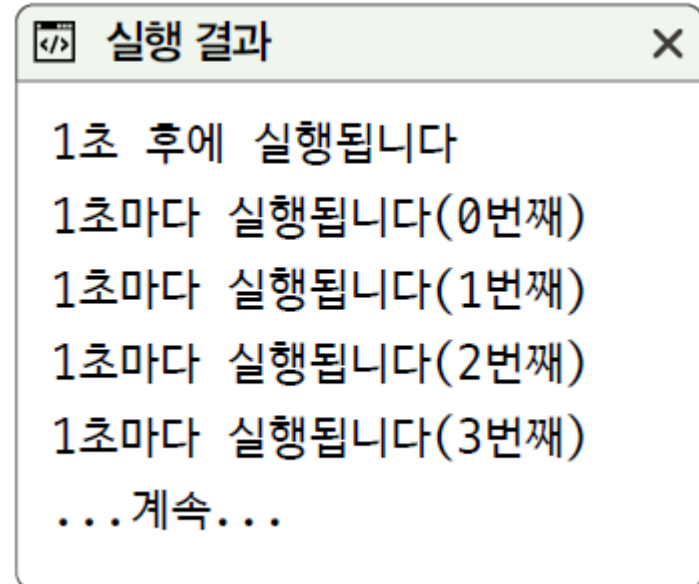 </> 실행 결과 ×
1초 후에 실행됩니다
1초마다 실행됩니다(0번째)
1초마다 실행됩니다(1번째)
1초마다 실행됩니다(2번째)
1초마다 실행됩니다(3번째)
...계속...